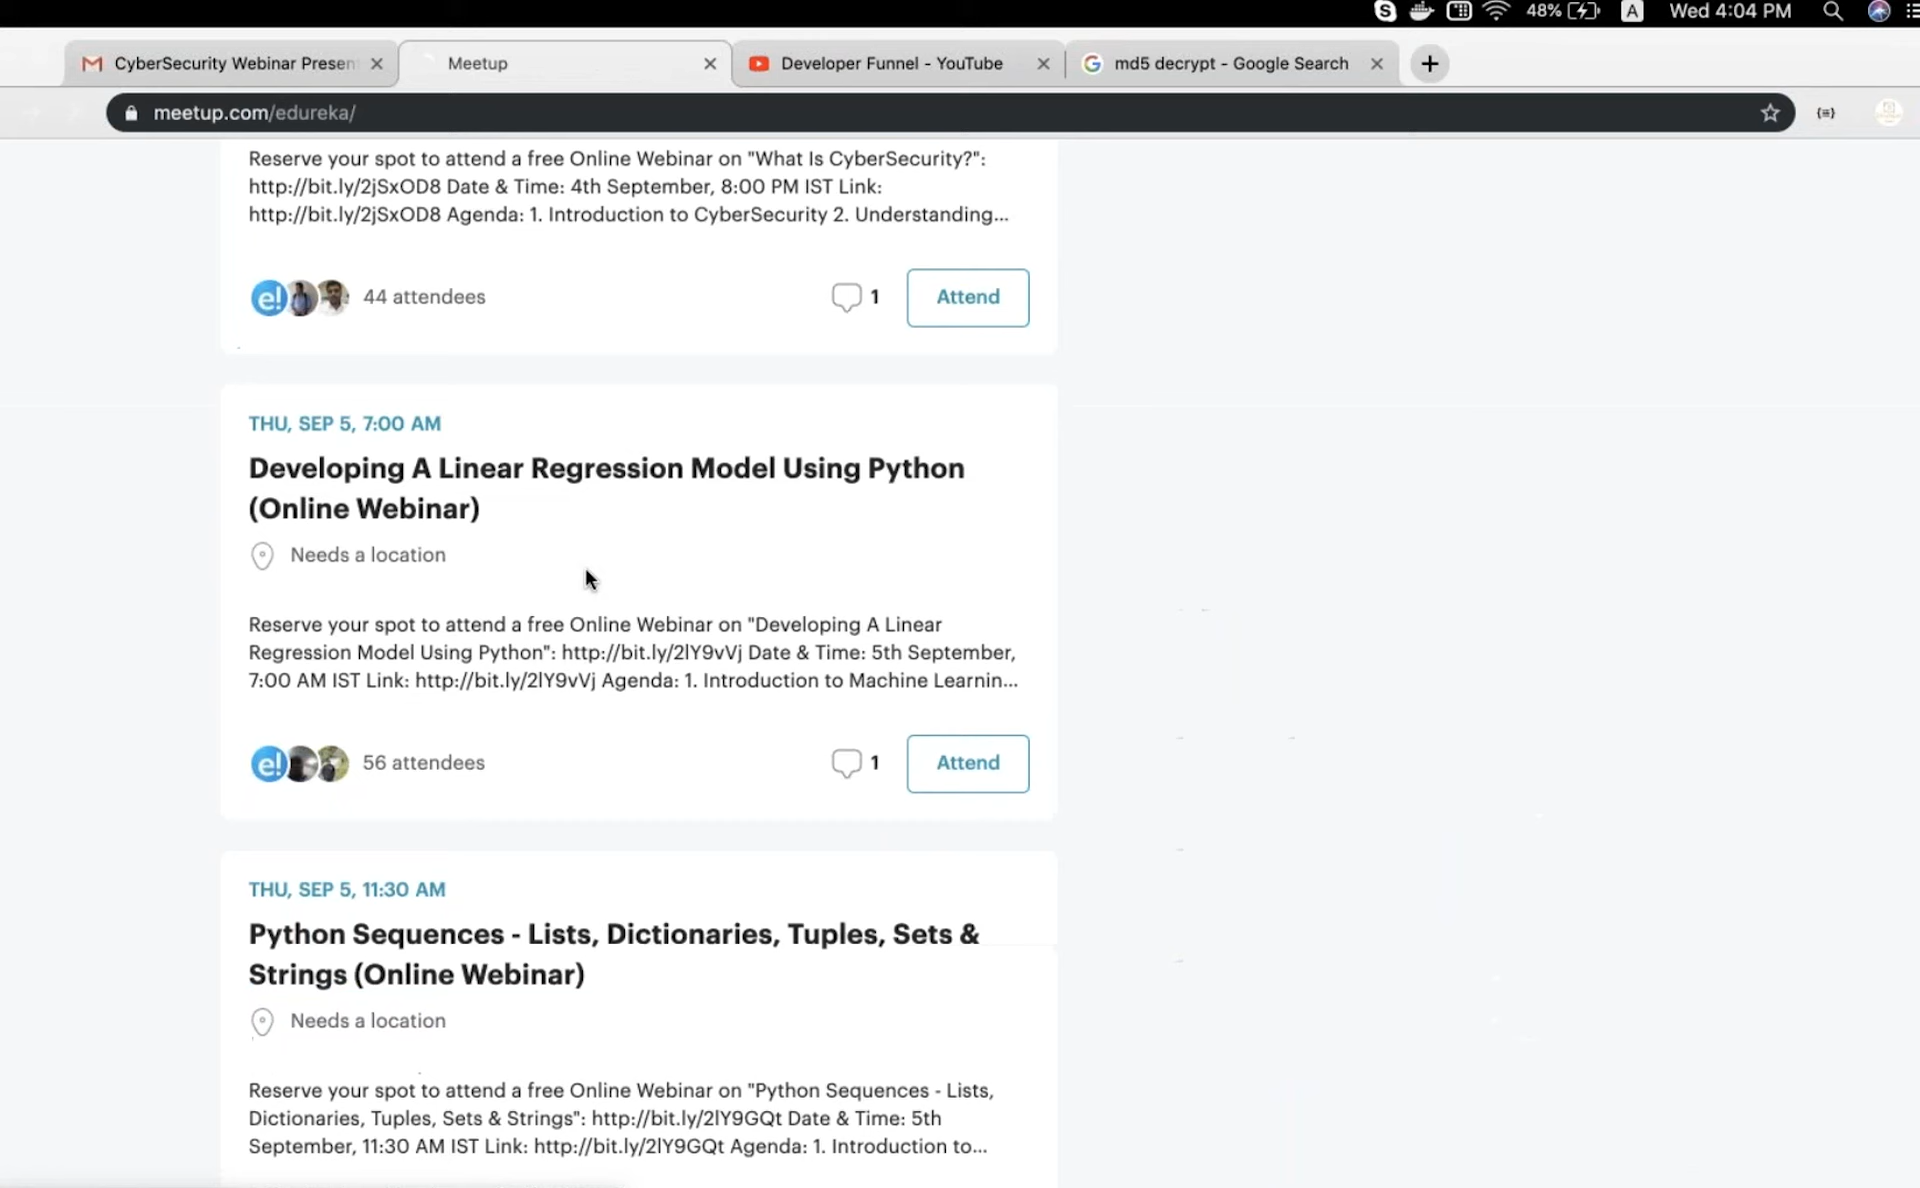 48%
A
Wed 4:04 PM
CyberSecurity Webinar Presen
Meetup
Developer Funnel - YouTube
md5 decrypt - Google Search
meetup.com/edureka/
Reserve your spot to attend a free Online Webinar on "What Is CyberSecurity?":
http://bit.ly/2jSxOD8 Date & Time: 4th September, 8:00 PM IST Link:
http://bit.ly/2jSxOD8 Agenda: 1. Introduction to CyberSecurity 2. Understanding...
e!
44 attendees
1
Attend
THU, SEP 5, 7:00 AM
Developing A Linear Regression Model Using Python
(Online Webinar)
Needs a location
Reserve your spot to attend a free Online Webinar on "Developing A Linear
Regression Model Using Python": http://bit.ly/2lY9vVj Date & Time: 5th September,
7:00 AM IST Link: http://bit.ly/2lY9vVj Agenda: 1. Introduction to Machine Learnin...
e!
56 attendees
1
Attend
THU, SEP 5, 11:30 AM
Python Sequences - Lists, Dictionaries, Tuples, Sets &
Strings (Online Webinar)
Needs a location
Reserve your spot to attend a free Online Webinar on "Python Sequences - Lists,
Dictionaries, Tuples, Sets & Strings": http://bit.ly/2lY9GQt Date & Time: 5th
September, 11:30 AM IST Link: http://bit.ly/2lY9GQt Agenda: 1. Introduction to...